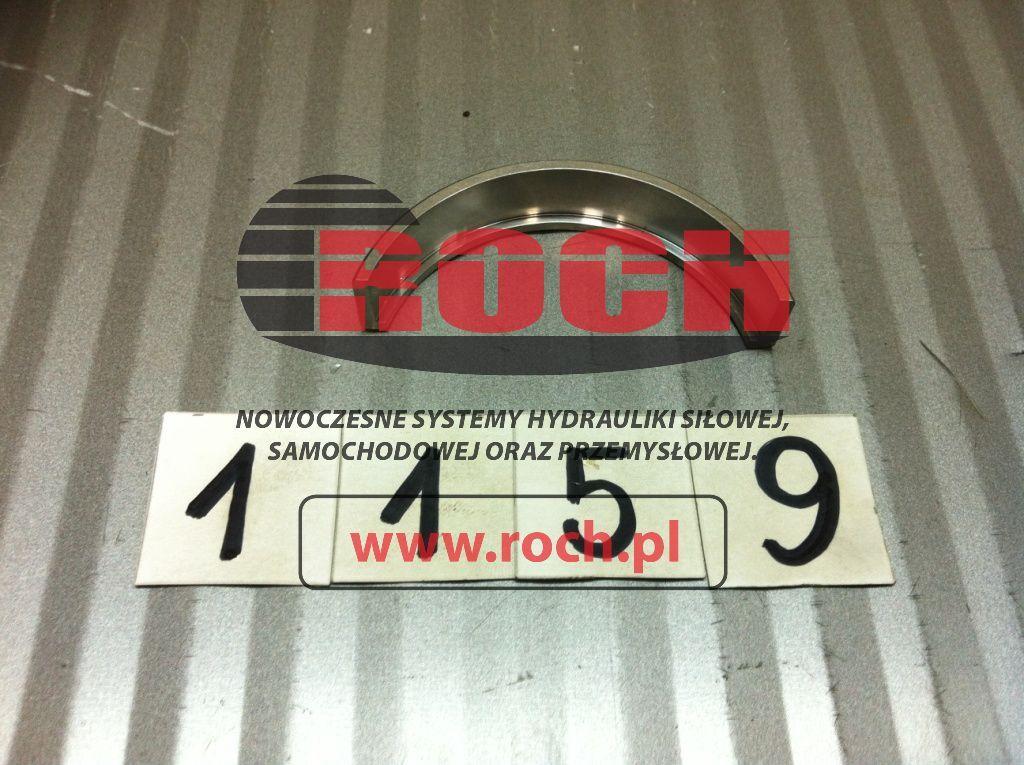 ROCH
NOWOCZESNE SYSTEMY HYDRAULIKI SIŁOWEJ,
SAMOCHODOWEJ ORAZ PRZEMYSŁOWEJ.
1 1 5 9
www.roch.pl